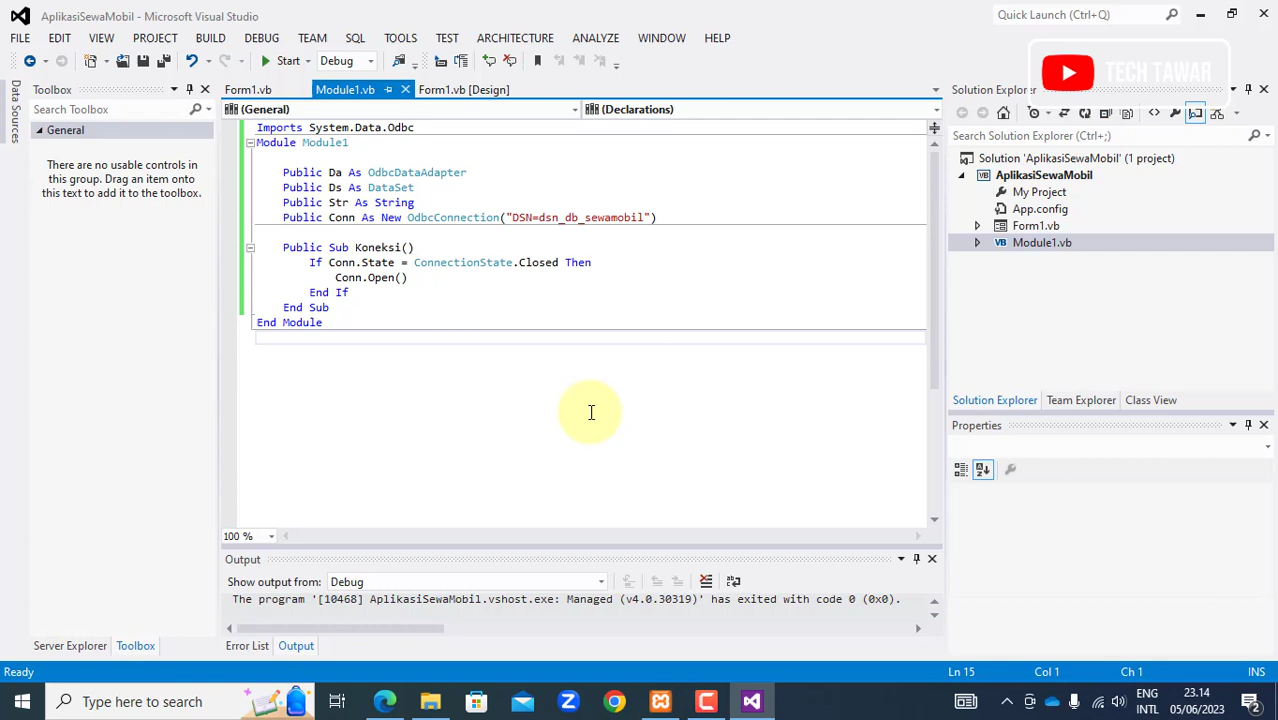 AplikasiSewaMobil - Microsoft Visual Studio
Quick Launch (Ctrl+Q)
FILE EDIT VIEW PROJECT BUILD DEBUG TEAM SQL TOOLS TEST ARCHITECTURE ANALYZE WINDOW HELP
Start Debug
TECH TAWAR
Data Sources
Toolbox
Search Toolbox
General
There are no usable controls in
this group. Drag an item onto
this text to add it to the toolbox.
Form1.vb Module1.vb Form1.vb [Design]
(General) (Declarations)
Imports System.Data.Odbc
Module Module1
Public Da As OdbcDataAdapter
Public Ds As DataSet
Public Str As String
Public Conn As New OdbcConnection("DSN=dsn_db_sewamobil")
Public Sub Koneksi()
If Conn.State = ConnectionState.Closed Then
Conn.Open()
End If
End Sub
End Module
100 %
Output
Show output from: Debug
The program '[10468] AplikasiSewaMobil.vshost.exe: Managed (v4.0.30319)' has exited with code 0 (0x0).
Server Explorer Toolbox
Error List Output
Solution Explorer
Search Solution Explorer (Ctrl+;)
Solution 'AplikasiSewaMobil' (1 project)
VB AplikasiSewaMobil
My Project
App.config
Form1.vb
VB Module1.vb
Solution Explorer Team Explorer Class View
Properties
Ready Ln 15 Col 1 Ch 1 INS
Type here to search
ENG
INTL
23.14
05/06/2023
2